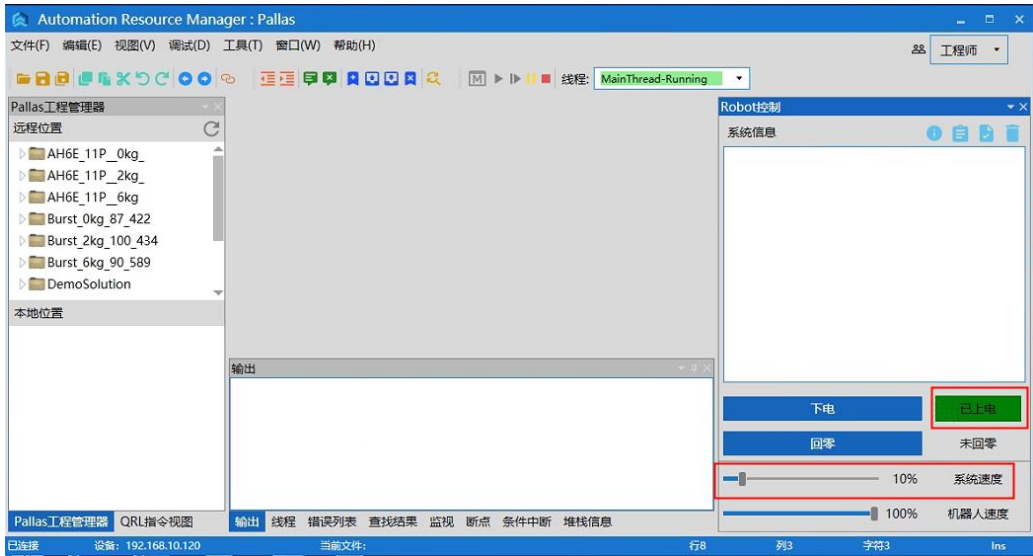 Automation Resource Manager : Pallas
文件(F) 编辑(E) 视图(V) 调试(D) 工具(T) 窗口(W) 帮助(H)
工程师
M 线程: MainThread-Running
Pallas工程管理器
远程位置
AH6E_11P__0kg_
AH6E_11P__2kg_
AH6E_11P__6kg
Burst_0kg_87_422
Burst_2kg_100_434
Burst_6kg_90_589
DemoSolution
本地位置
Pallas工程管理器 QRL指令视图
输出
输出 线程 错误列表 查找结果 监视 断点 条件中断 堆栈信息
Robot控制
系统信息
下电 已上电
回零 未回零
10% 系统速度
100% 机器人速度
已连接 设备: 192.168.10.120 当前文件: 行8 列3 字符3 Ins